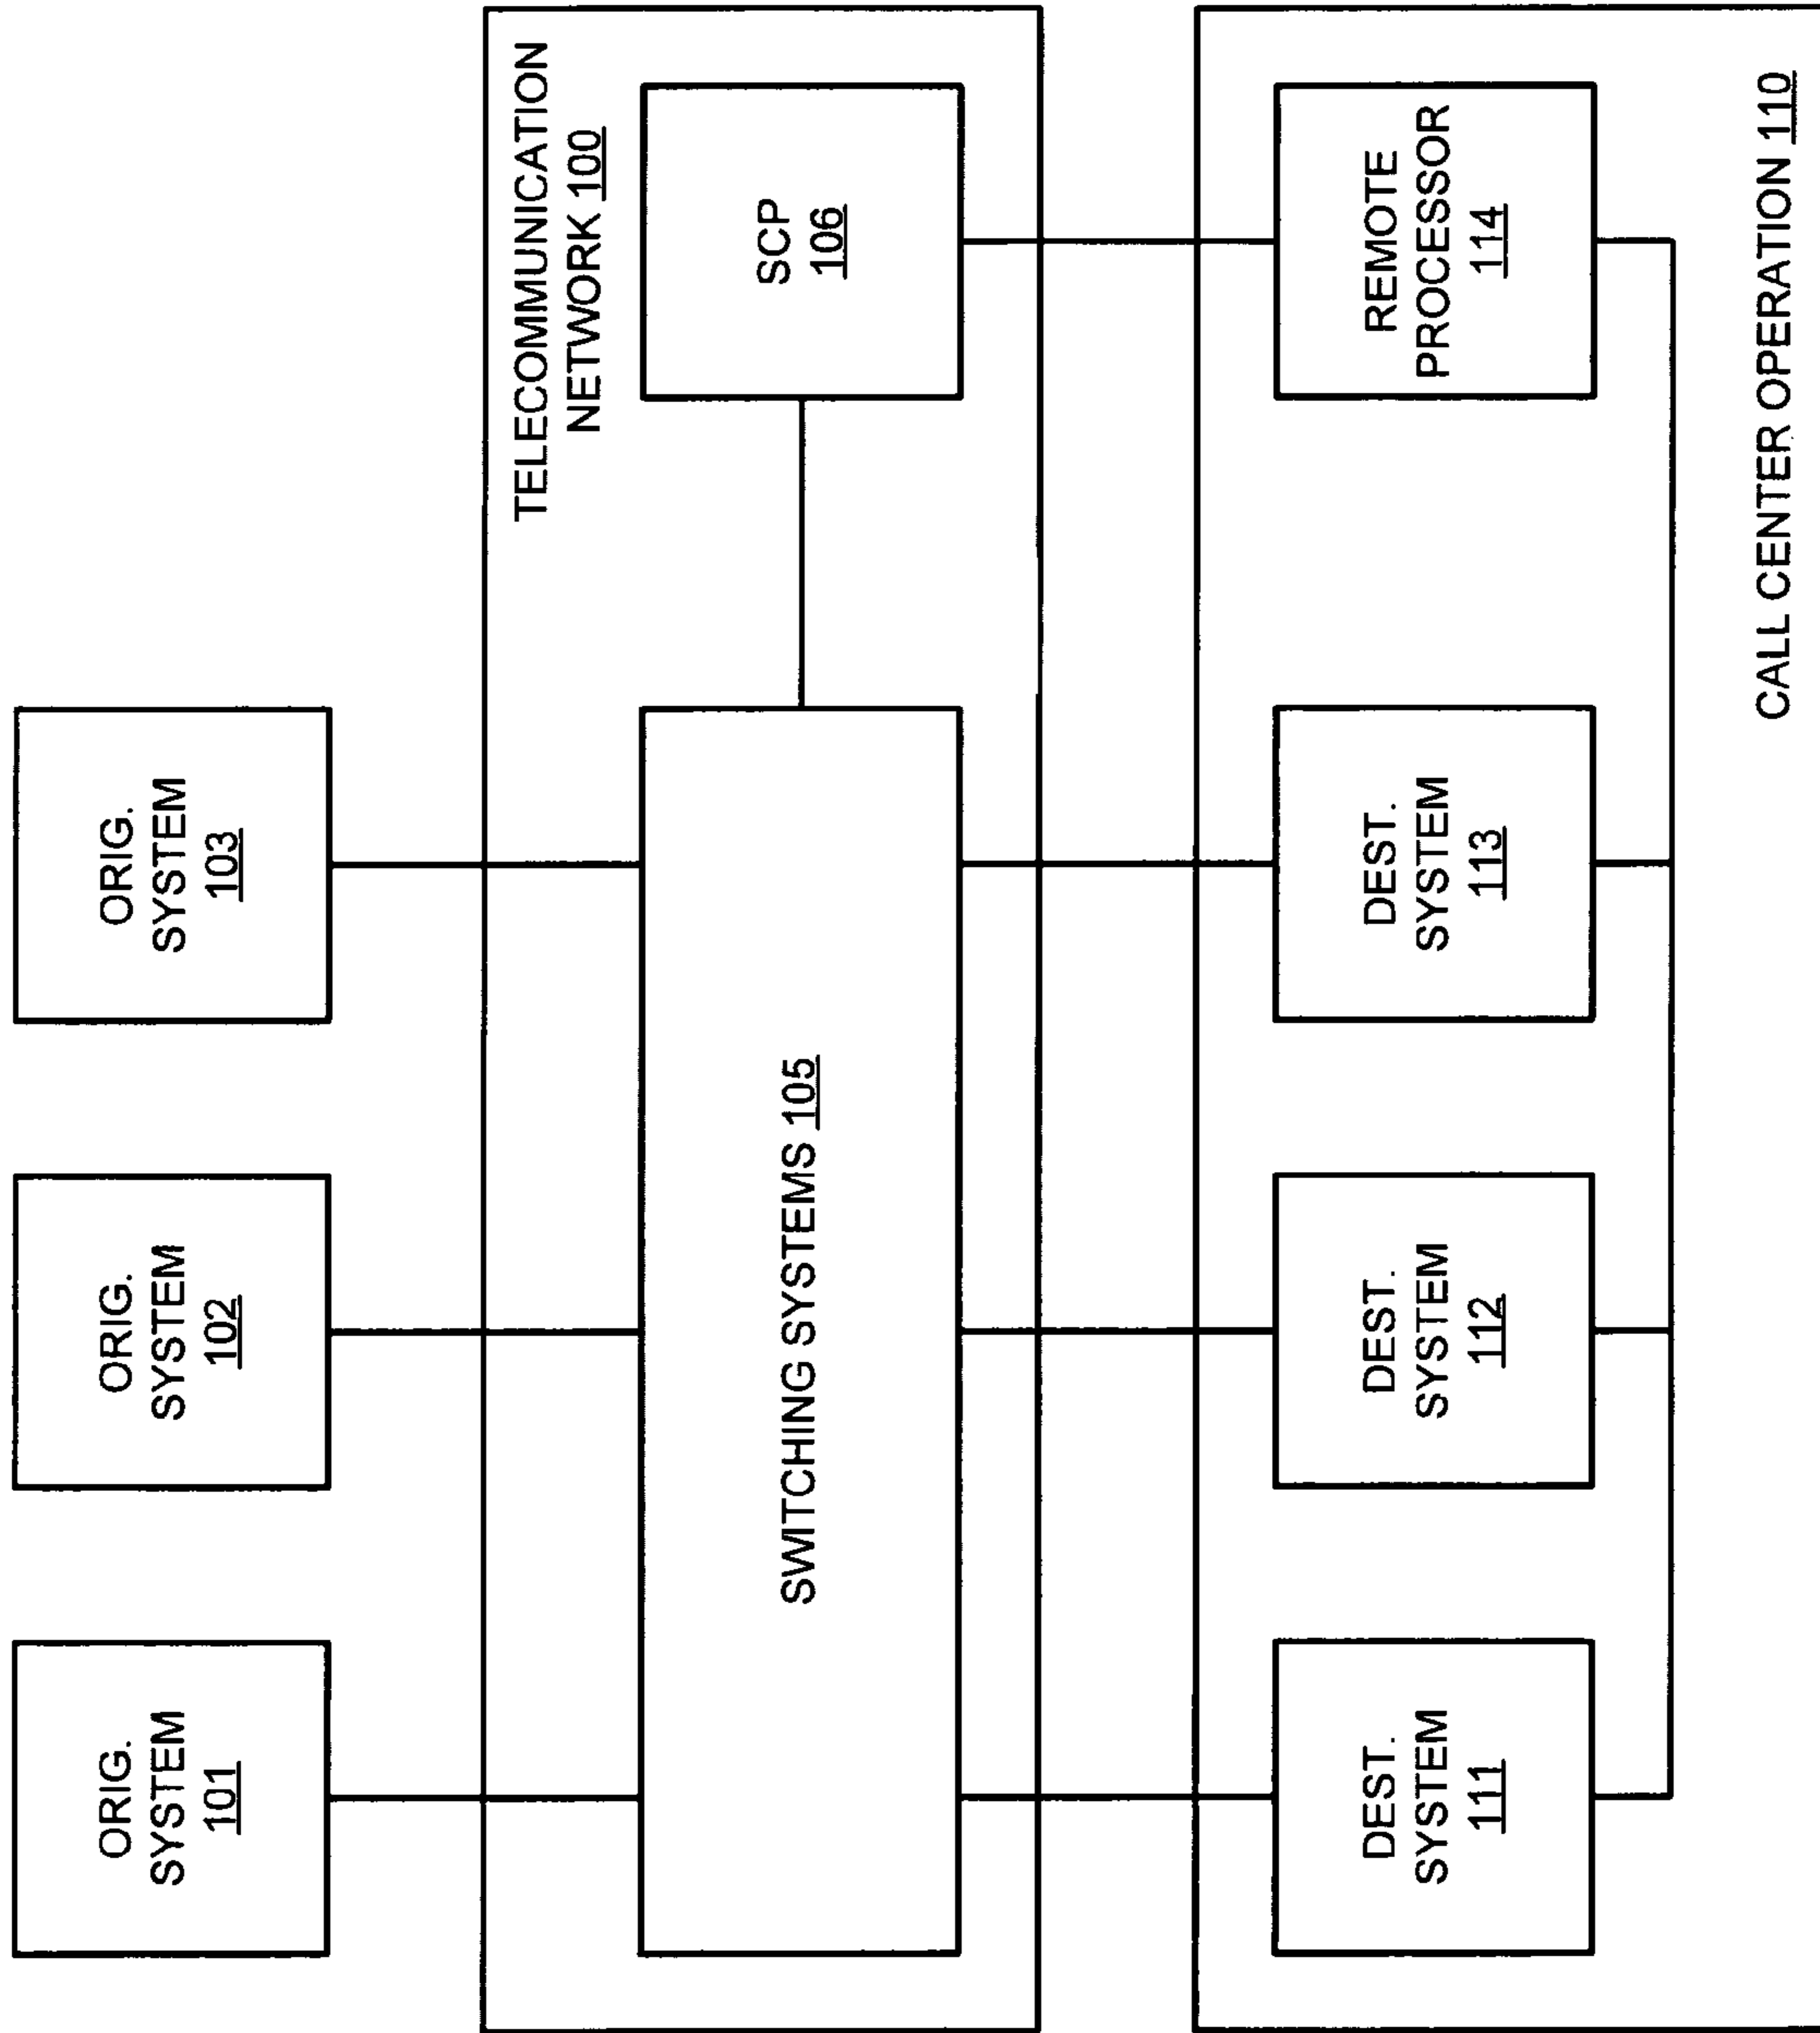 ORIG.
SYSTEM
101
ORIG.
SYSTEM
102
ORIG.
SYSTEM
103
TELECOMMUNICATION
NETWORK 100
SWITCHING SYSTEMS 105
SCP
106
DEST.
SYSTEM
111
DEST.
SYSTEM
112
DEST.
SYSTEM
113
REMOTE
PROCESSOR
114
CALL CENTER OPERATION 110